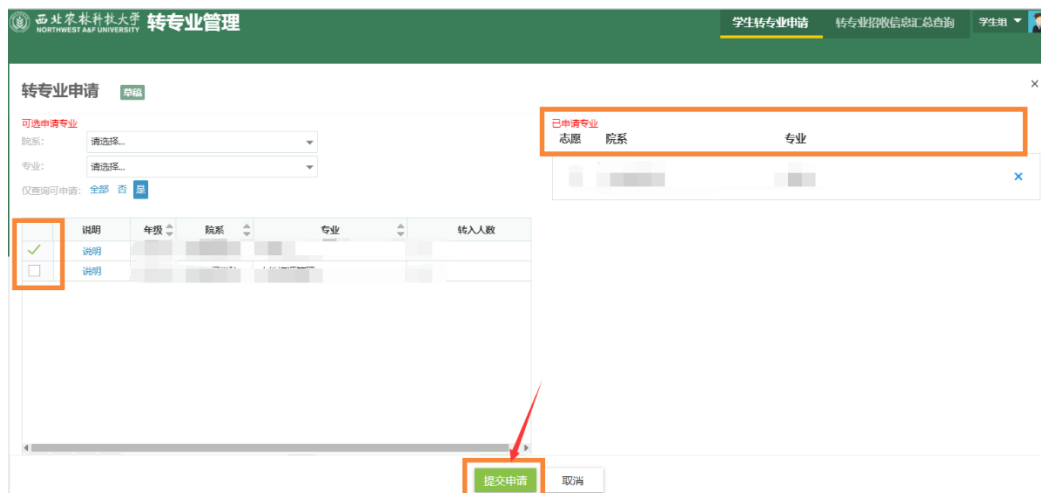 西北农林科技大学 转专业管理 学生转专业申请 转专业招收信息汇总查询 学生组
NORTHWEST A&F UNIVERSITY
转专业申请 草稿 ×
可选申请专业
院系: 请选择...
专业: 请选择...
仅查询可申请: 全部 否 是
说明 年级 院系 专业 转入人数
说明
说明
已申请专业
志愿 院系 专业
×
提交申请 取消